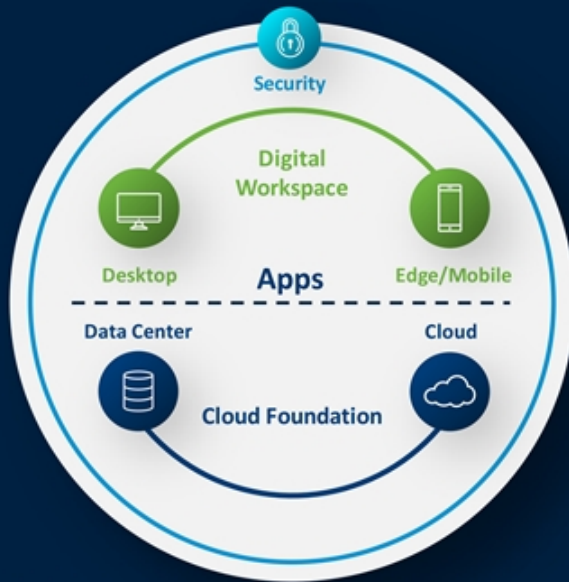 Security
Digital
Workspace
Desktop
Apps
Edge/Mobile
Data Center
Cloud
Cloud Foundation